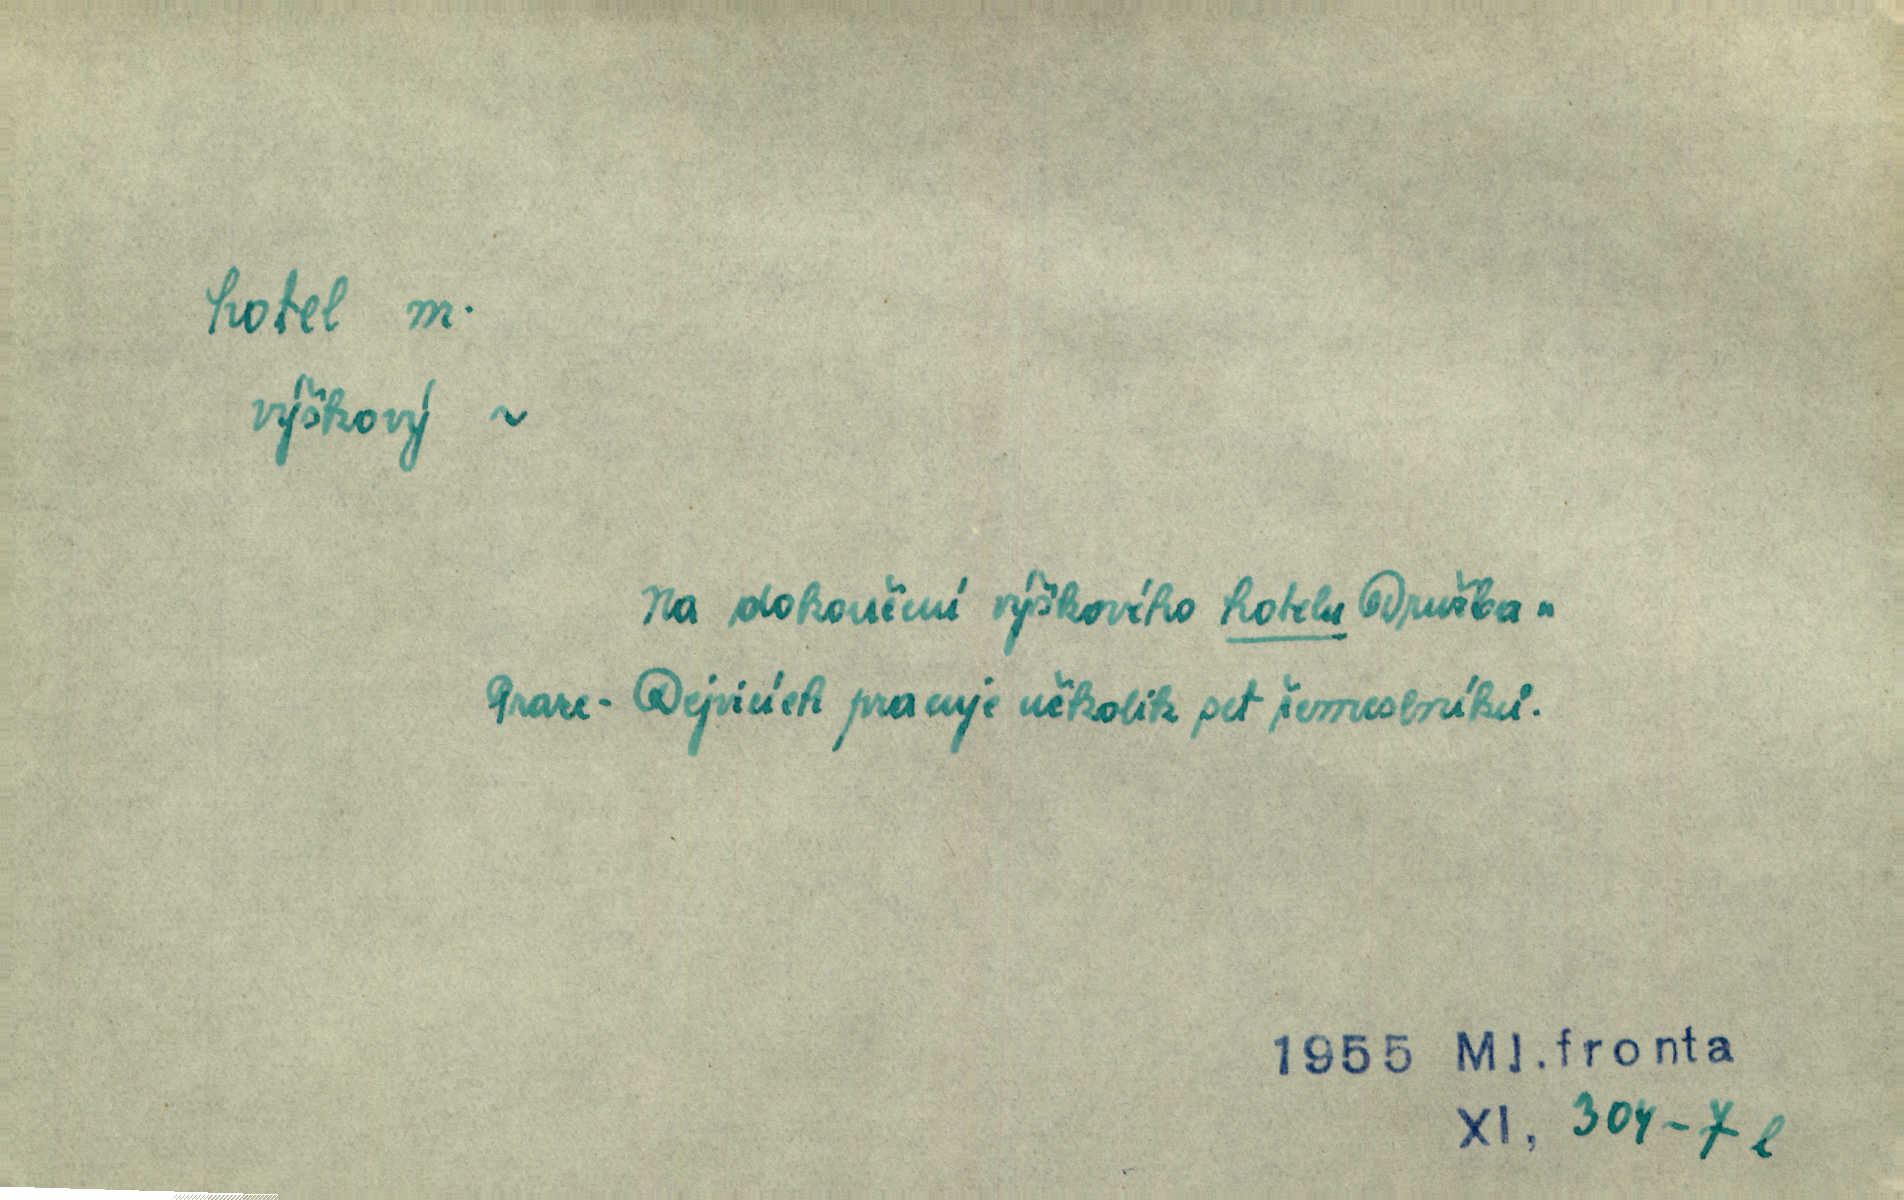 hotel m.
výškový ~
Na dokončení výškového hotelu Družba v
Praze-Dejvicích pracuje několik set řemeslníků.
1955 Ml.fronta
XI, 304-7 l